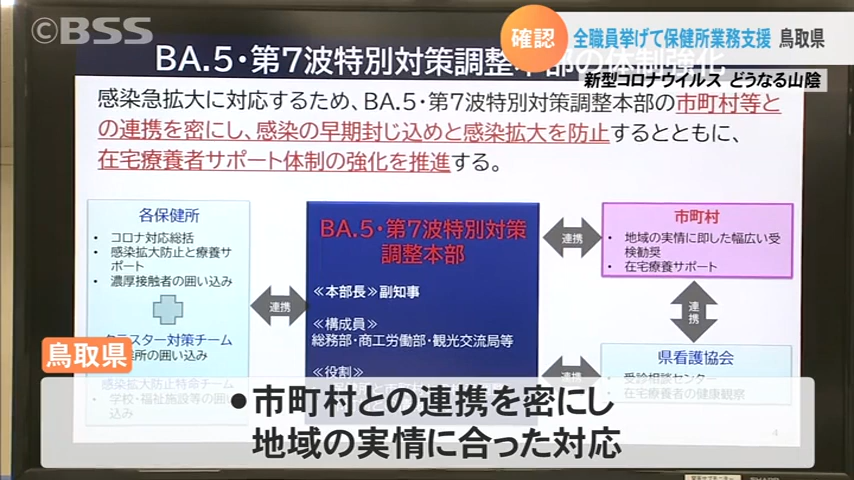 ©BSS
確認
全職員挙げて保健所業務支援 鳥取県
新型コロナウイルス どうなる山陰
BA.5・第7波特別対策調整本部の体制強化
感染急拡大に対応するため、BA.5・第7波特別対策調整本部の市町村等と
の連携を密にし、感染の早期封じ込めと感染拡大を防止するとともに、
在宅療養者サポート体制の強化を推進する。
各保健所
• コロナ対応総括
• 感染拡大防止と療養サ
ポート
• 濃厚接触者の囲い込み
クラスター対策チーム
所の囲い込み
感染拡大防止特命チーム
• 学校・福祉施設等の囲い
込み
連携
BA.5・第7波特別対策
調整本部
≪本部長≫副知事
≪構成員≫
総務部・商工労働部・観光交流局等
≪役割≫
連携
市町村
• 地域の実情に即した幅広い受
検勧奨
• 在宅療養サポート
連携
連携
県看護協会
• 受診相談センター
• 在宅療養者の健康観察
4
鳥取県
●市町村との連携を密にし
地域の実情に合った対応